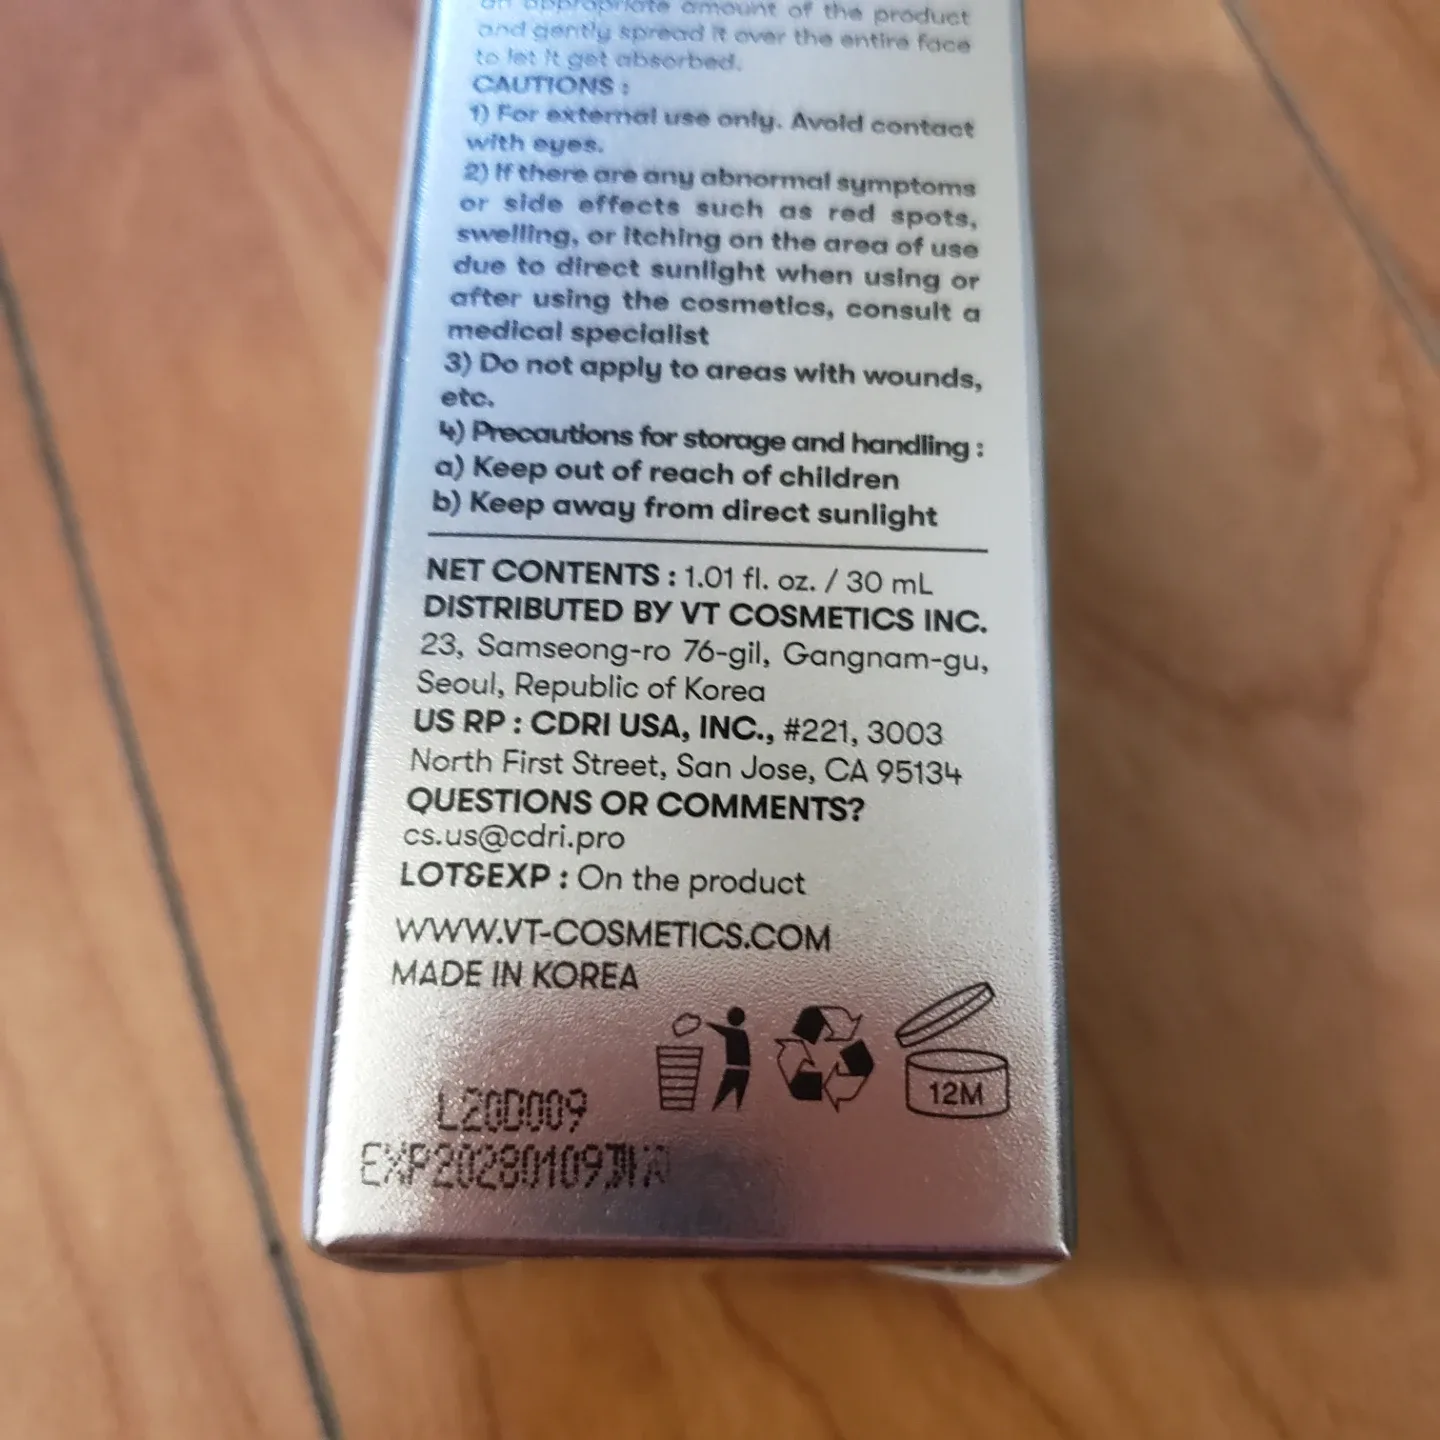 an appropriate amount of the product
and gently spread it over the entire face
to let it get absorbed.
CAUTIONS :
1) For external use only. Avoid contact
with eyes.
2) If there are any abnormal symptoms
or side effects such as red spots,
swelling, or itching on the area of use
due to direct sunlight when using or
after using the cosmetics, consult a
medical specialist
3) Do not apply to areas with wounds,
etc.
4) Precautions for storage and handling :
a) Keep out of reach of children
b) Keep away from direct sunlight
NET CONTENTS : 1.01 fl. oz. / 30 mL
DISTRIBUTED BY VT COSMETICS INC.
23, Samseong-ro 76-gil, Gangnam-gu,
Seoul, Republic of Korea
US RP : CDRI USA, INC., #221, 3003
North First Street, San Jose, CA 95134
QUESTIONS OR COMMENTS?
cs.us@cdri.pro
LOT&EXP : On the product
WWW.VT-COSMETICS.COM
MADE IN KOREA
12M
L20D009
EXP20280109